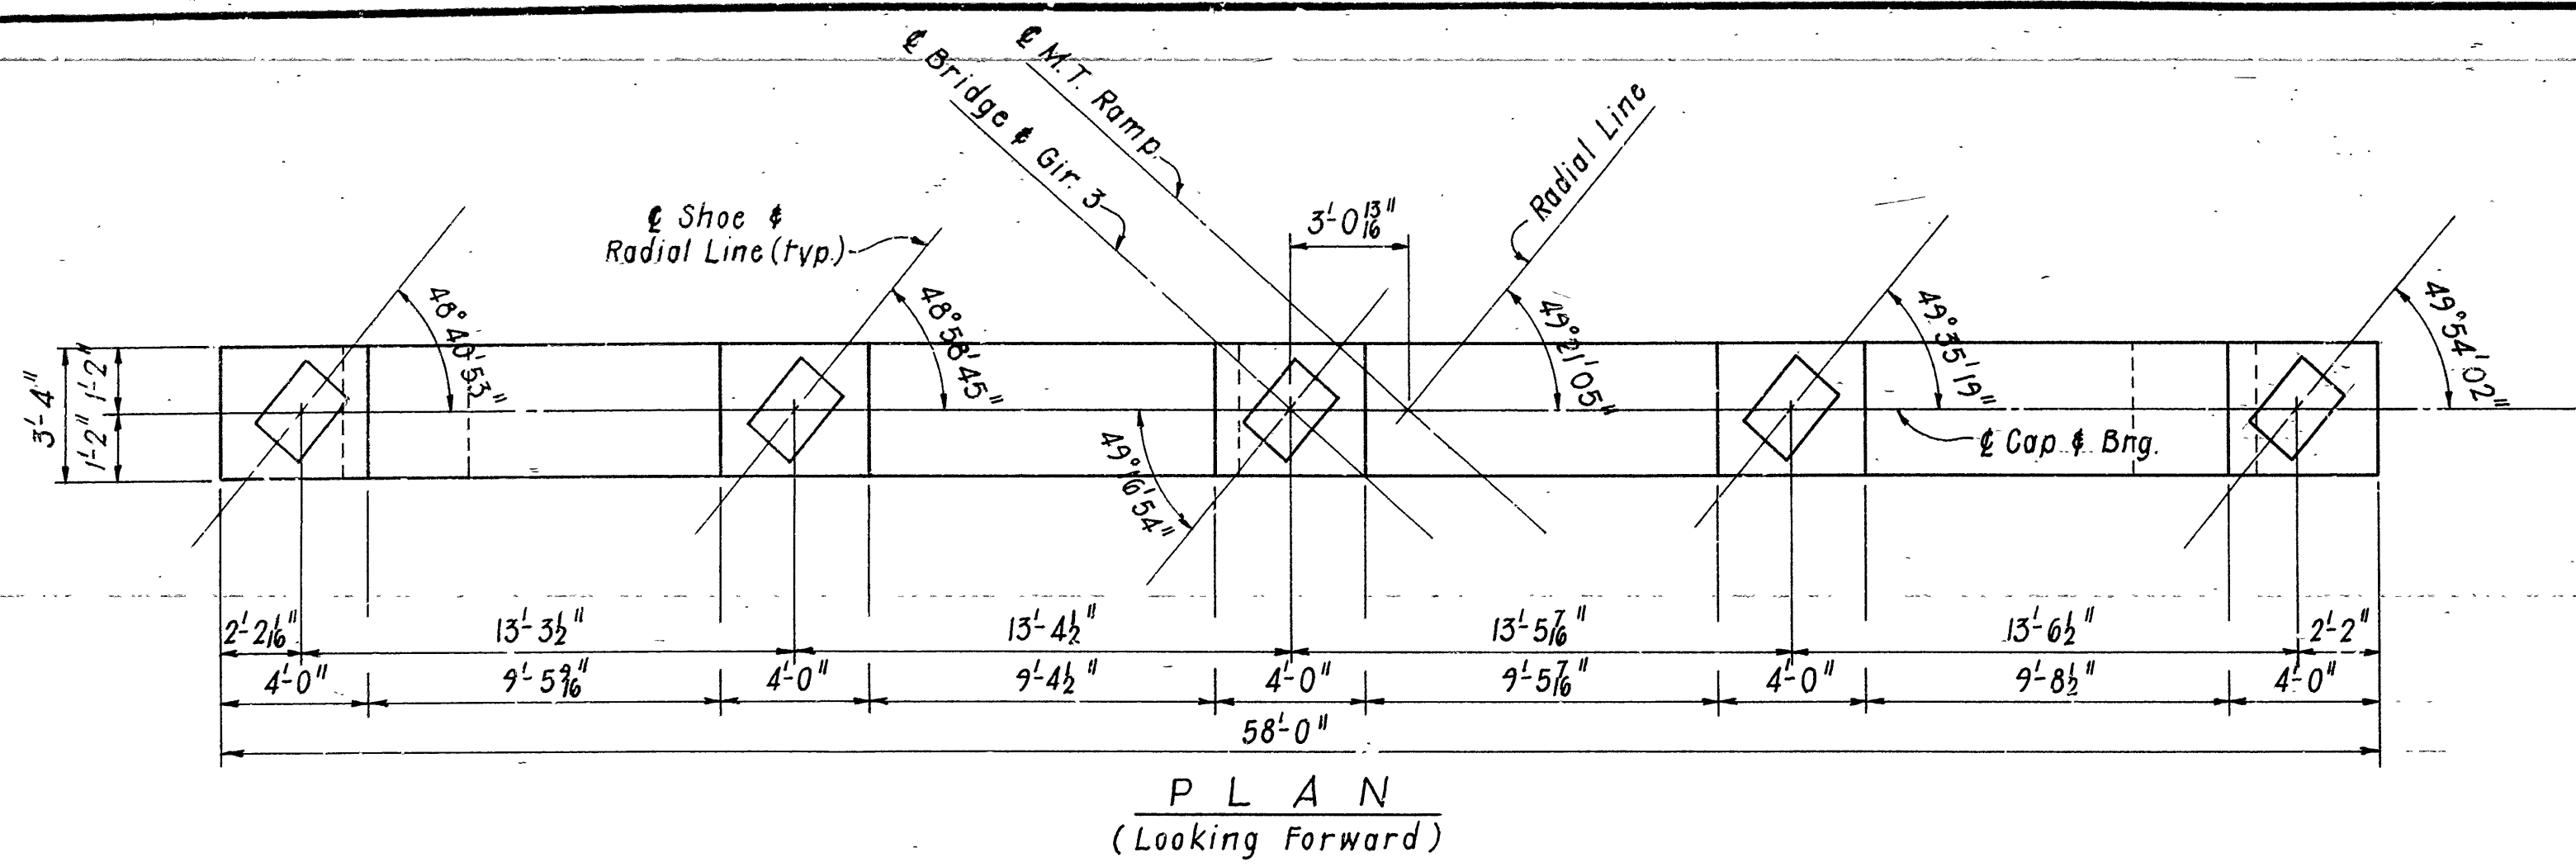 ℄ M.T. Ramp
℄ Bridge & Gir. 3
Radial Line
℄ Shoe &
Radial Line (typ.)
3'-0 13/16"
48°40'53"
48°58'45"
49°16'54"
49°21'05"
49°35'19"
49°54'02"
3'-4"
1'-2"
1'-2"
℄ Cap & Brg.
2'-2 1/16" 13'-3 1/2" 13'-4 1/2" 13'-5 7/16" 13'-6 1/2" 2'-2"
4'-0" 9'-5 9/16" 4'-0" 9'-4 1/2" 4'-0" 9'-5 7/16" 4'-0" 9'-8 1/2" 4'-0"
58'-0"
PLAN
(Looking Forward)